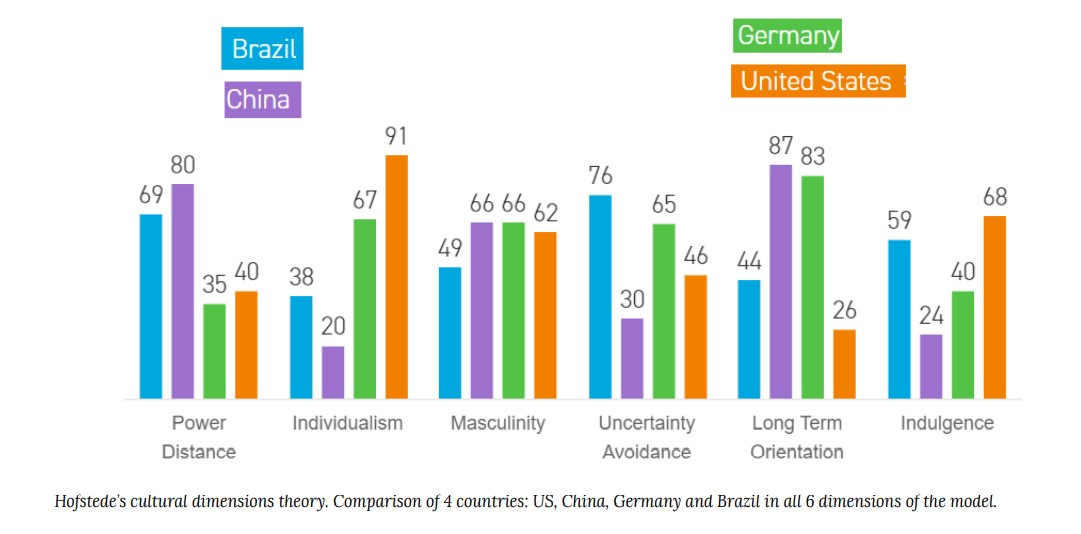 Brazil
China
Germany
United States
69
80
35
40
38
20
67
91
49
66
66
62
76
30
65
46
44
87
83
26
59
24
40
68
Power
Distance
Individualism
Masculinity
Uncertainty
Avoidance
Long Term
Orientation
Indulgence
Hofstede's cultural dimensions theory. Comparison of 4 countries: US, China, Germany and Brazil in all 6 dimensions of the model.